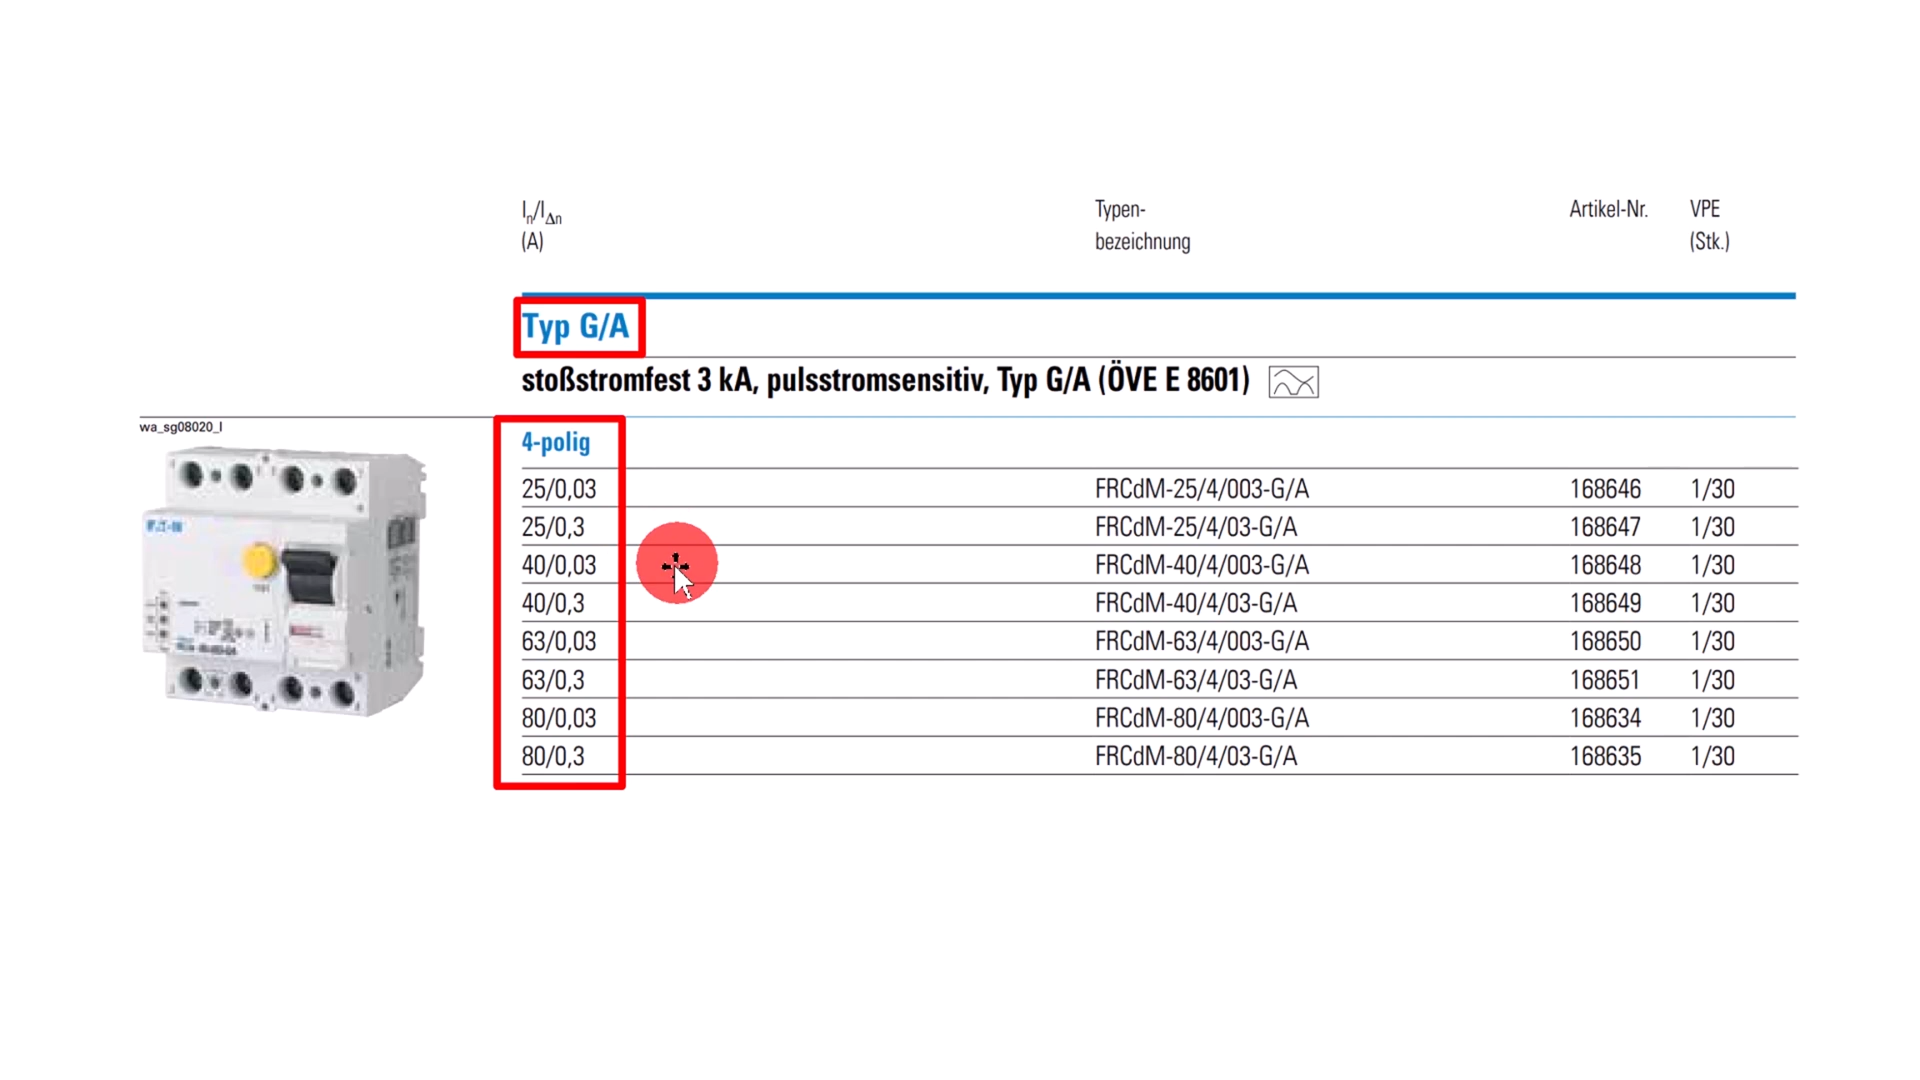 In/IΔn
(A)
Typen-
bezeichnung
Artikel-Nr.
VPE
(Stk.)
Typ G/A
stoßstromfest 3 kA, pulsstromsensitiv, Typ G/A (ÖVE E 8601)
wa_sg08020_l
4-polig
25/0,03 FRCdM-25/4/003-G/A 168646 1/30
25/0,3 FRCdM-25/4/03-G/A 168647 1/30
40/0,03 FRCdM-40/4/003-G/A 168648 1/30
40/0,3 FRCdM-40/4/03-G/A 168649 1/30
63/0,03 FRCdM-63/4/003-G/A 168650 1/30
63/0,3 FRCdM-63/4/03-G/A 168651 1/30
80/0,03 FRCdM-80/4/003-G/A 168634 1/30
80/0,3 FRCdM-80/4/03-G/A 168635 1/30